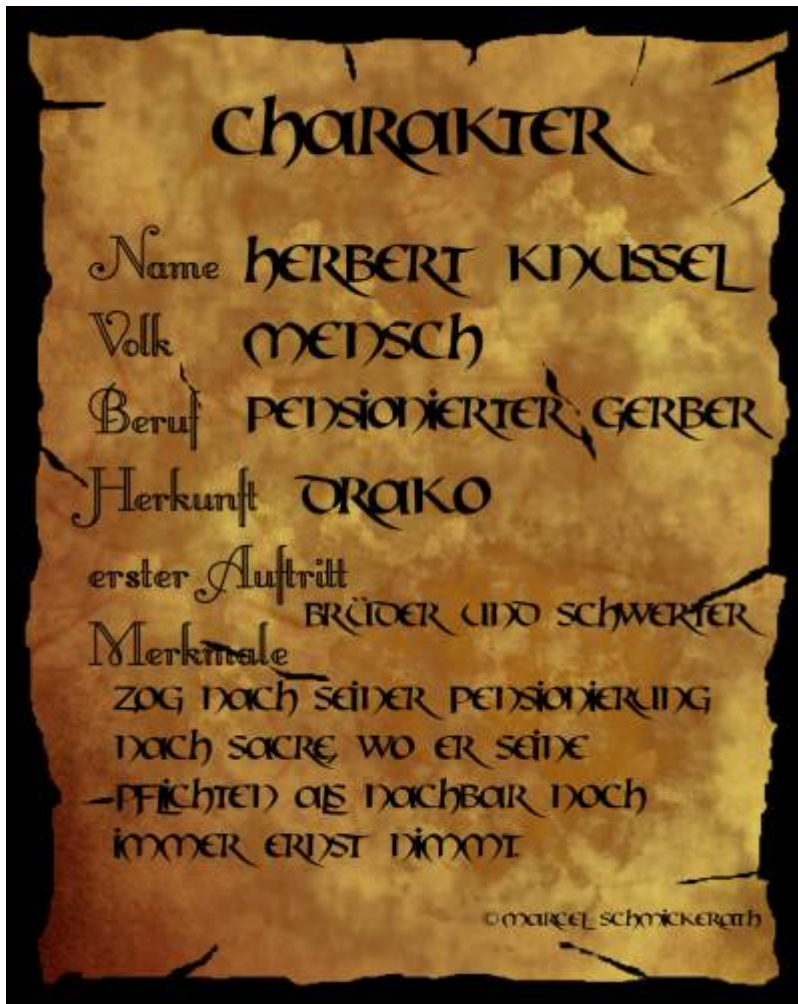 Charakter
Name Herbert Knussel
Volk Mensch
Beruf Pensionierter Gerber
Herkunft Drako
erster Auftritt
Brüder und Schwerter
Merkmale
Zog nach seiner Pensionierung
nach Sacre, wo er seine
Pflichten als Nachbar noch
immer ernst nimmt.
© Marcel Schmickerath